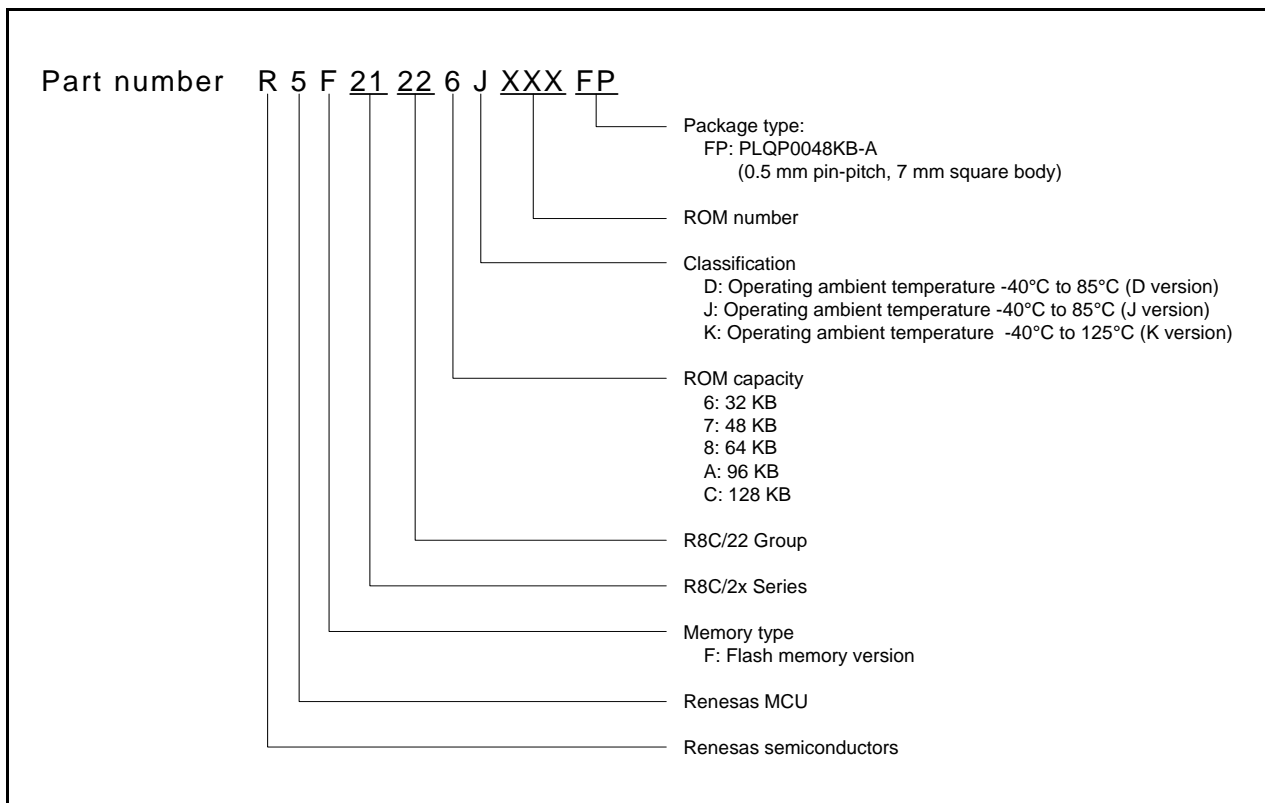 Part number R 5 F 21 22 6 J XXX FP
Package type:
FP: PLQP0048KB-A
(0.5 mm pin-pitch, 7 mm square body)
ROM number
Classification
D: Operating ambient temperature -40°C to 85°C (D version)
J: Operating ambient temperature -40°C to 85°C (J version)
K: Operating ambient temperature -40°C to 125°C (K version)
ROM capacity
6: 32 KB
7: 48 KB
8: 64 KB
A: 96 KB
C: 128 KB
R8C/22 Group
R8C/2x Series
Memory type
F: Flash memory version
Renesas MCU
Renesas semiconductors